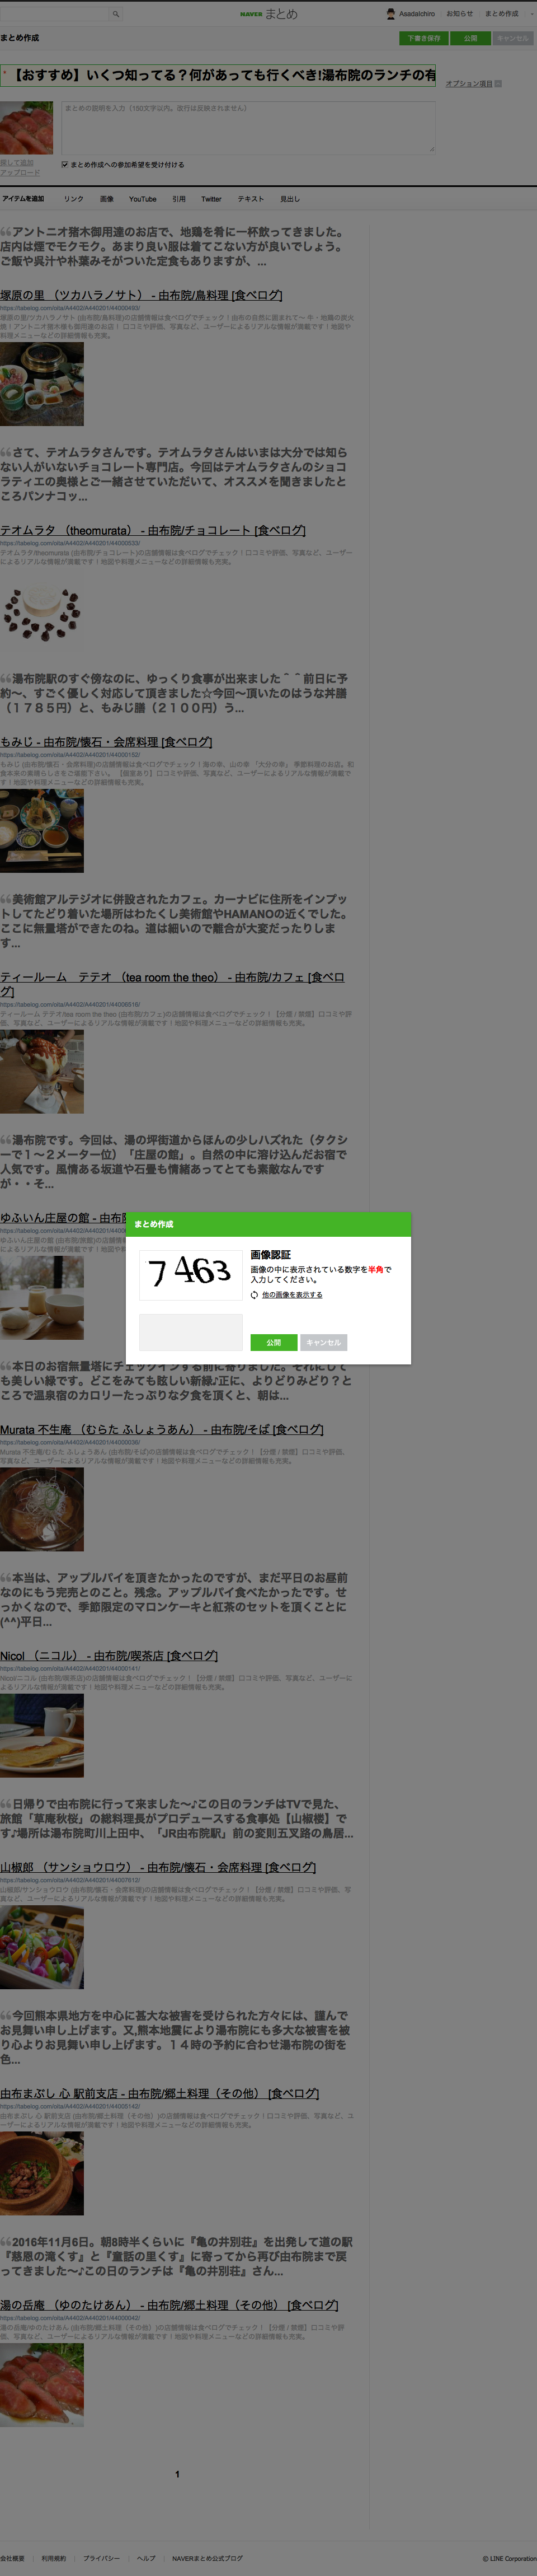 NAVER まとめ
AsadaIchiro
お知らせ
まとめ作成
まとめ作成
下書き保存
公開
キャンセル
* 【おすすめ】いくつ知ってる？何があっても行くべき!湯布院のランチの有
オプション項目
まとめの説明を入力（150文字以内。改行は反映されません）
探して追加
アップロード
まとめ作成への参加希望を受け付ける
アイテムを追加
リンク
画像
YouTube
引用
Twitter
テキスト
見出し
アントニオ猪木御用達のお店で、地鶏を肴に一杯飲ってきました。
店内は煙でモクモク。あまり良い服は着てこない方が良いでしょう。
ご飯や呉汁や朴葉みそがついた定食もありますが、...
塚原の里 （ツカハラノサト） - 由布院/鳥料理 [食べログ]
https://tabelog.com/oita/A4402/A440201/44000493/
塚原の里/ツカハラノサト (由布院/鳥料理)の店舗情報は食べログでチェック！由布の自然に囲まれて～ 牛・地鶏の炭火
焼！アントニオ猪木様も御用達のお店！ 口コミや評価、写真など、ユーザーによるリアルな情報が満載です！地図や
料理メニューなどの詳細情報も充実。
さて、テオムラタさんです。テオムラタさんはいまは大分では知ら
ない人がいないチョコレート専門店。今回はテオムラタさんのショコ
ラティエの奥様とご一緒させていただいて、オススメを聞きましたと
ころパンナコッ...
テオムラタ （theomurata） - 由布院/チョコレート [食べログ]
https://tabelog.com/oita/A4402/A440201/44000533/
テオムラタ/theomurata (由布院/チョコレート)の店舗情報は食べログでチェック！口コミや評価、写真など、ユーザー
によるリアルな情報が満載です！地図や料理メニューなどの詳細情報も充実。
湯布院駅のすぐ傍なのに、ゆっくり食事が出来ました＾＾前日に予
約～、すごく優しく対応して頂きました☆今回～頂いたのはうな丼膳
（１７８５円）と、もみじ膳（２１００円）う...
もみじ - 由布院/懐石・会席料理 [食べログ]
https://tabelog.com/oita/A4402/A440201/44000152/
もみじ (由布院/懐石・会席料理)の店舗情報は食べログでチェック！海の幸、山の幸 「大分の幸」 季節料理のお店。和
食本来の素晴らしさをご堪能下さい。 【個室あり】口コミや評価、写真など、ユーザーによるリアルな情報が満載で
す！地図や料理メニューなどの詳細情報も充実。
美術館アルテジオに併設されたカフェ。カーナビに住所をインプッ
トしてたどり着いた場所はわたくし美術館やHAMANOの近くでした。
ここに無量塔ができたのね。道は細いので離合が大変だったりしま
す...
ティールーム　テテオ （tea room the theo） - 由布院/カフェ [食べロ
グ]
https://tabelog.com/oita/A4402/A440201/44006516/
ティールーム テテオ/tea room the theo (由布院/カフェ)の店舗情報は食べログでチェック！【分煙 / 禁煙】口コミや評
価、写真など、ユーザーによるリアルな情報が満載です！地図や料理メニューなどの詳細情報も充実。
湯布院です。今回は、湯の坪街道からほんの少しハズれた（タクシ
ーで１～２メーター位）「庄屋の館」。自然の中に溶け込んだお宿で
人気です。風情ある坂道や石畳も情緒あってとても素敵なんです
が・・そ...
ゆふいん庄屋の館 - 由布院
まとめ作成
7463
画像認証
画像の中に表示されている数字を半角で
入力してください。
他の画像を表示する
公開
キャンセル
本日のお宿無量塔にチェックインする前に寄りました。それにして
も美しい緑です。どこをみても眩しい新緑♪正に、よりどりみどり？と
ころで温泉宿のカロリーたっぷりな夕食を頂くと、朝は...
Murata 不生庵 （むらた ふしょうあん） - 由布院/そば [食べログ]
https://tabelog.com/oita/A4402/A440201/44000036/
Murata 不生庵/むらた ふしょうあん (由布院/そば)の店舗情報は食べログでチェック！【分煙 / 禁煙】口コミや評価、
写真など、ユーザーによるリアルな情報が満載です！地図や料理メニューなどの詳細情報も充実。
本当は、アップルパイを頂きたかったのですが、まだ平日のお昼前
なのにもう完売とのこと。残念。アップルパイ食べたかったです。せ
っかくなので、季節限定のマロンケーキと紅茶のセットを頂くことに
(^^)平日...
Nicol （ニコル） - 由布院/喫茶店 [食べログ]
https://tabelog.com/oita/A4402/A440201/44000141/
Nicol/ニコル (由布院/喫茶店)の店舗情報は食べログでチェック！【分煙 / 禁煙】口コミや評価、写真など、ユーザーに
よるリアルな情報が満載です！地図や料理メニューなどの詳細情報も充実。
日帰りで由布院に行って来ました～♪この日のランチはTVで見た、
旅館「草庵秋桜」の総料理長がプロデュースする食事処【山椒楼】で
す♪場所は湯布院町川上田中、「JR由布院駅」前の変則五叉路の鳥居...
山椒郎 （サンショウロウ） - 由布院/懐石・会席料理 [食べログ]
https://tabelog.com/oita/A4402/A440201/44007612/
山椒郎/サンショウロウ (由布院/懐石・会席料理)の店舗情報は食べログでチェック！【分煙 / 禁煙】口コミや評価、写
真など、ユーザーによるリアルな情報が満載です！地図や料理メニューなどの詳細情報も充実。
今回熊本県地方を中心に甚大な被害を受けられた方々には、謹んで
お見舞い申し上げます。又,熊本地震により湯布院にも多大な被害を被
り心よりお見舞い申し上げます。１４時の予約に合わせ湯布院の街を
色...
由布まぶし 心 駅前支店 - 由布院/郷土料理（その他） [食べログ]
https://tabelog.com/oita/A4402/A440201/44005142/
由布まぶし 心 駅前支店 (由布院/郷土料理（その他）)の店舗情報は食べログでチェック！口コミや評価、写真など、ユ
ーザーによるリアルな情報が満載です！地図や料理メニューなどの詳細情報も充実。
2016年11月6日。朝8時半くらいに『亀の井別荘』を出発して道の駅
『慈恩の滝くす』と『童話の里くす』に寄ってから再び由布院まで戻
ってきました～♪この日のランチは『亀の井別荘』さん...
湯の岳庵 （ゆのたけあん） - 由布院/郷土料理（その他） [食べログ]
https://tabelog.com/oita/A4402/A440201/44000042/
湯の岳庵/ゆのたけあん (由布院/郷土料理（その他）)の店舗情報は食べログでチェック！【分煙 / 禁煙】口コミや評
価、写真など、ユーザーによるリアルな情報が満載です！地図や料理メニューなどの詳細情報も充実。
1
会社概要
利用規約
プライバシー
ヘルプ
NAVERまとめ公式ブログ
© LINE Corporation